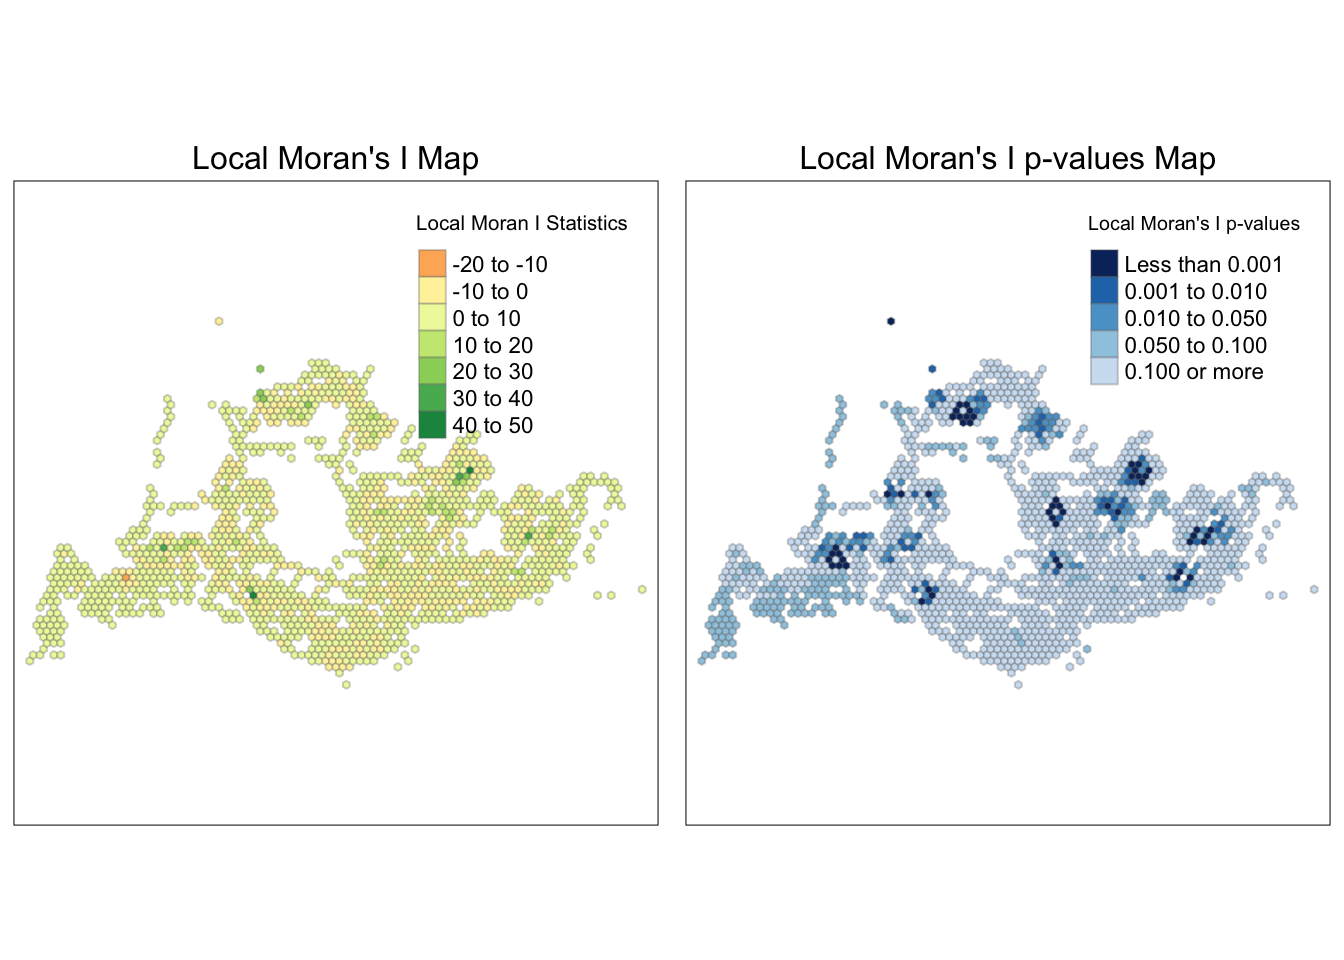 Local Moran's I Map
Local Moran I Statistics
-20 to -10
-10 to 0
0 to 10
10 to 20
20 to 30
30 to 40
40 to 50
Local Moran's I p-values Map
Local Moran's I p-values
Less than 0.001
0.001 to 0.010
0.010 to 0.050
0.050 to 0.100
0.100 or more